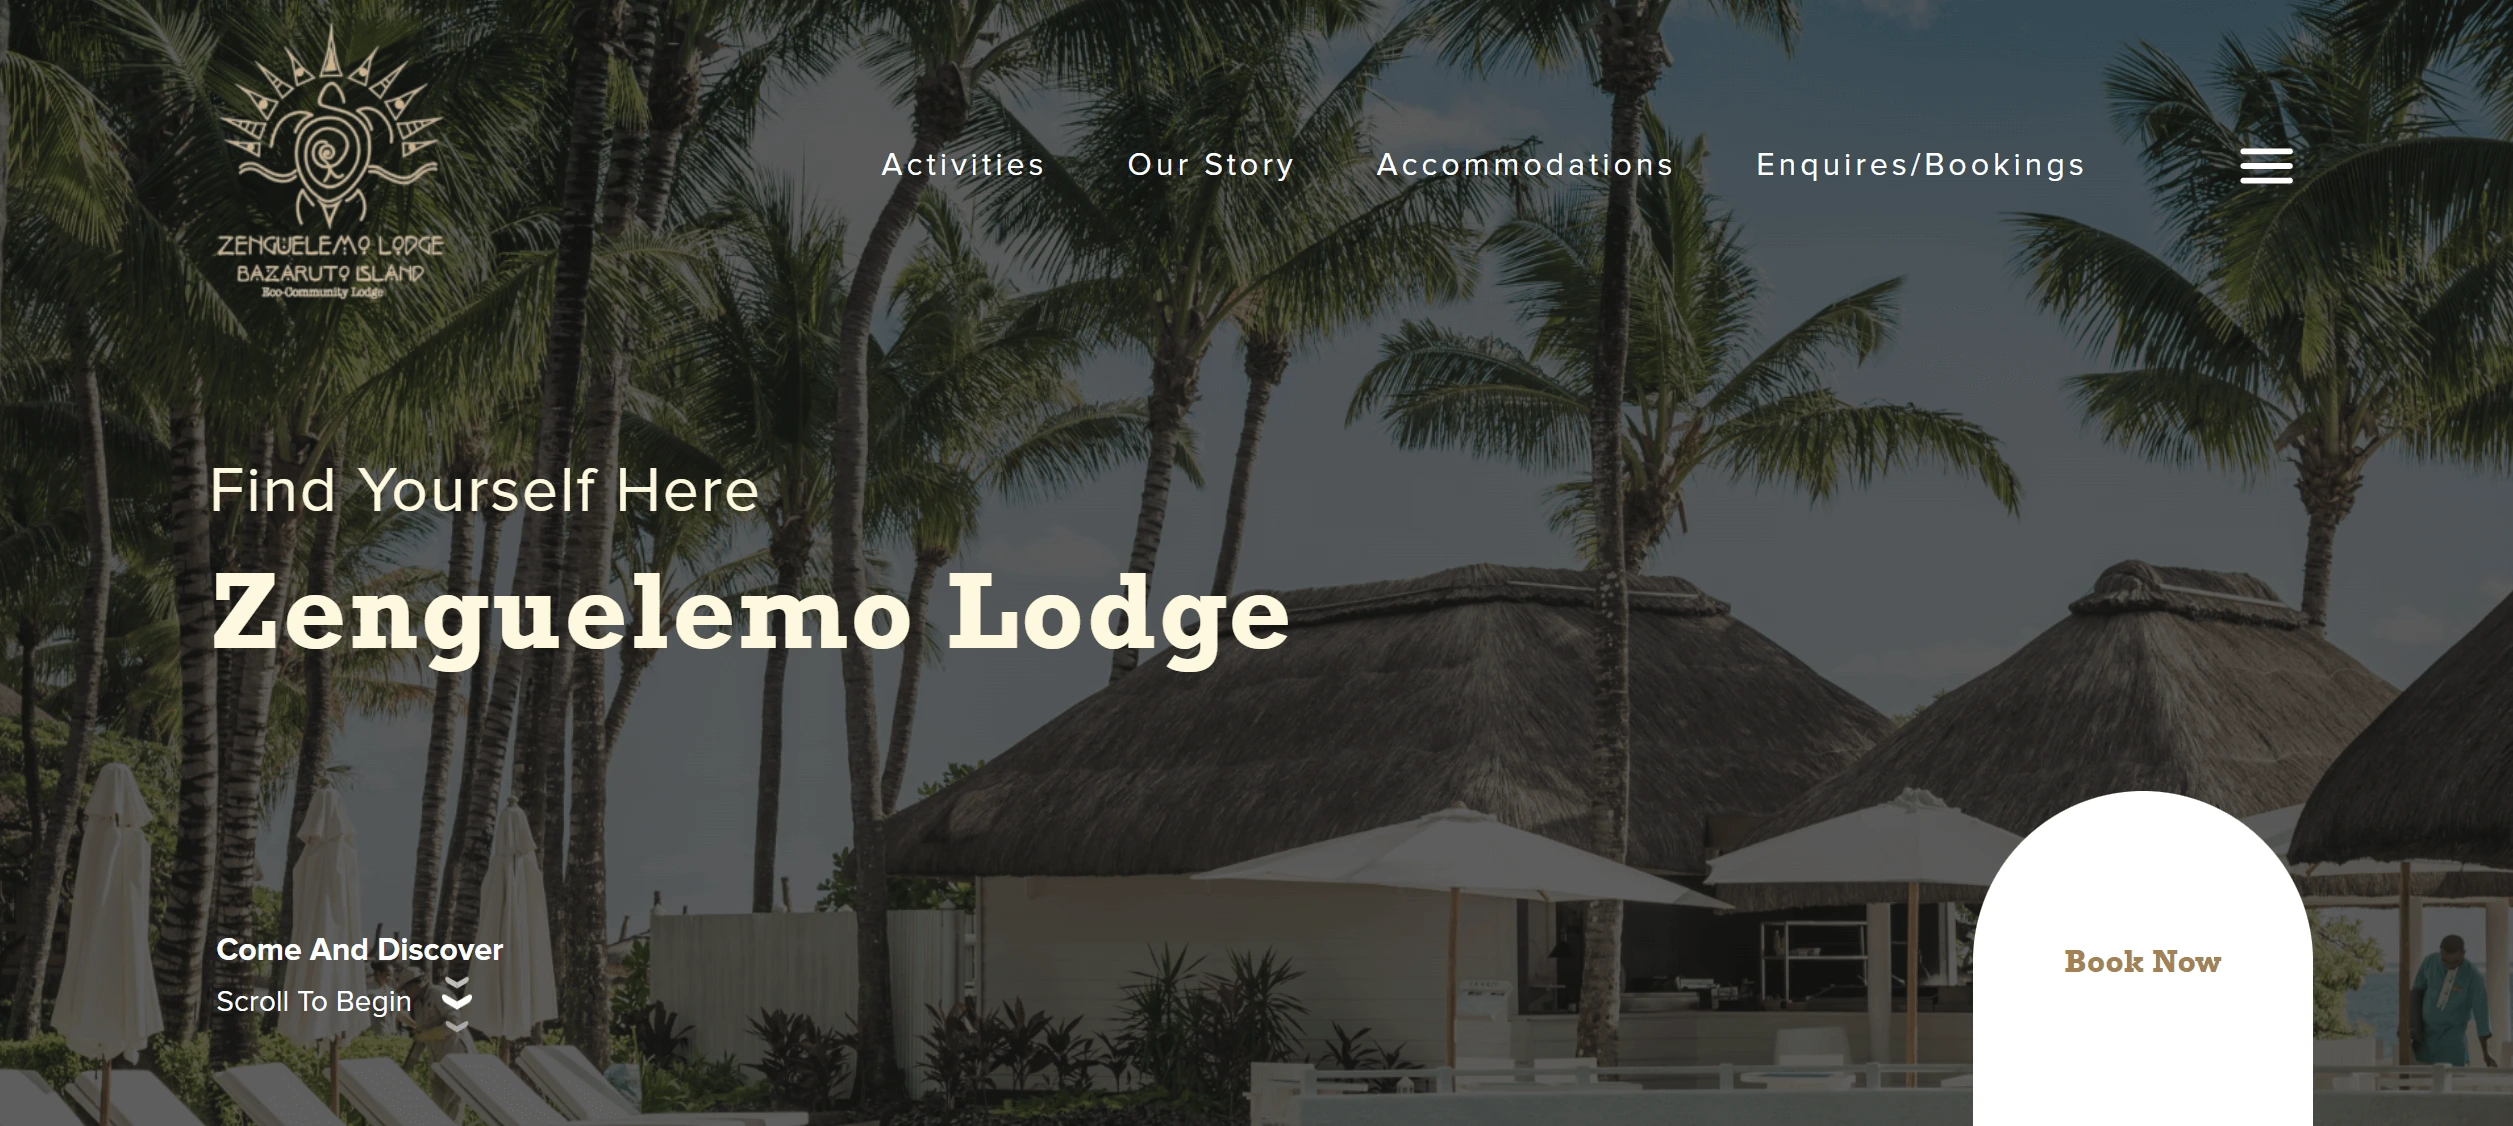 ZENGUELEMO LODGE
BAZARUTO ISLAND
Eco-Community Lodge
Activities
Our Story
Accommodations
Enquires/Bookings
Find Yourself Here
Zenguelemo Lodge
Come And Discover
Scroll To Begin
Book Now